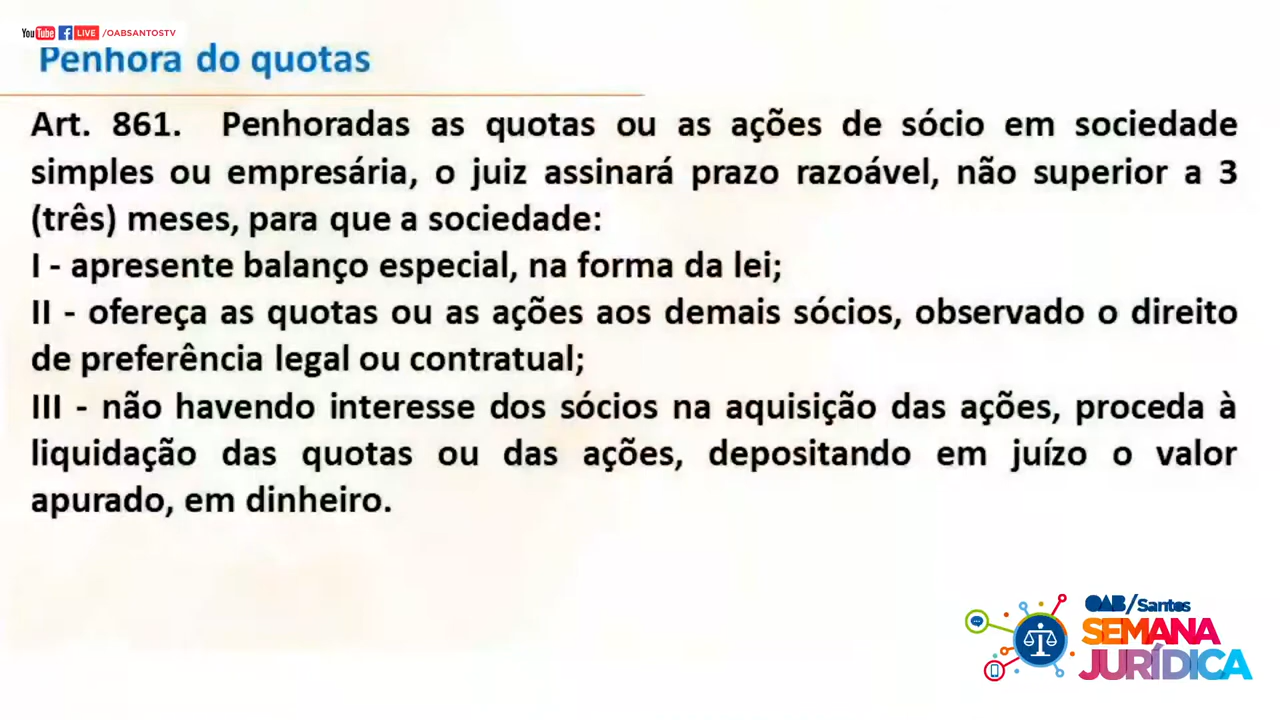 YouTube f LIVE /OABSANTOSTV
Penhora do quotas
Art. 861. Penhoradas as quotas ou as ações de sócio em sociedade
simples ou empresária, o juiz assinará prazo razoável, não superior a 3
(três) meses, para que a sociedade:
I - apresente balanço especial, na forma da lei;
II - ofereça as quotas ou as ações aos demais sócios, observado o direito
de preferência legal ou contratual;
III - não havendo interesse dos sócios na aquisição das ações, proceda à
liquidação das quotas ou das ações, depositando em juízo o valor
apurado, em dinheiro.
OAB/Santos
SEMANA
JURÍDICA